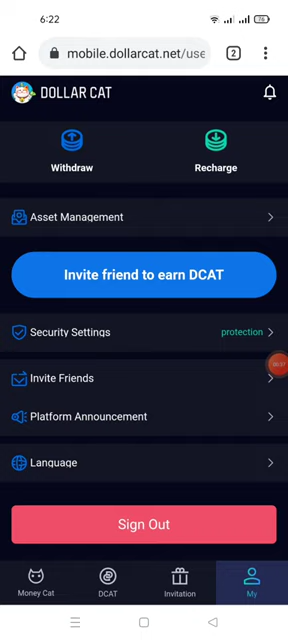 6:22
76
mobile.dollarcat.net/use
2
DOLLAR CAT
Withdraw
Recharge
Asset Management
Invite friend to earn DCAT
Security Settings
protection
Invite Friends
Platform Announcement
Language
Sign Out
Money Cat
DCAT
Invitation
My